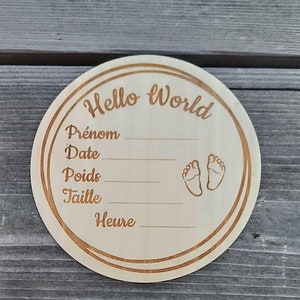 Hello World
Prénom
Date
Poids
Taille
Heure